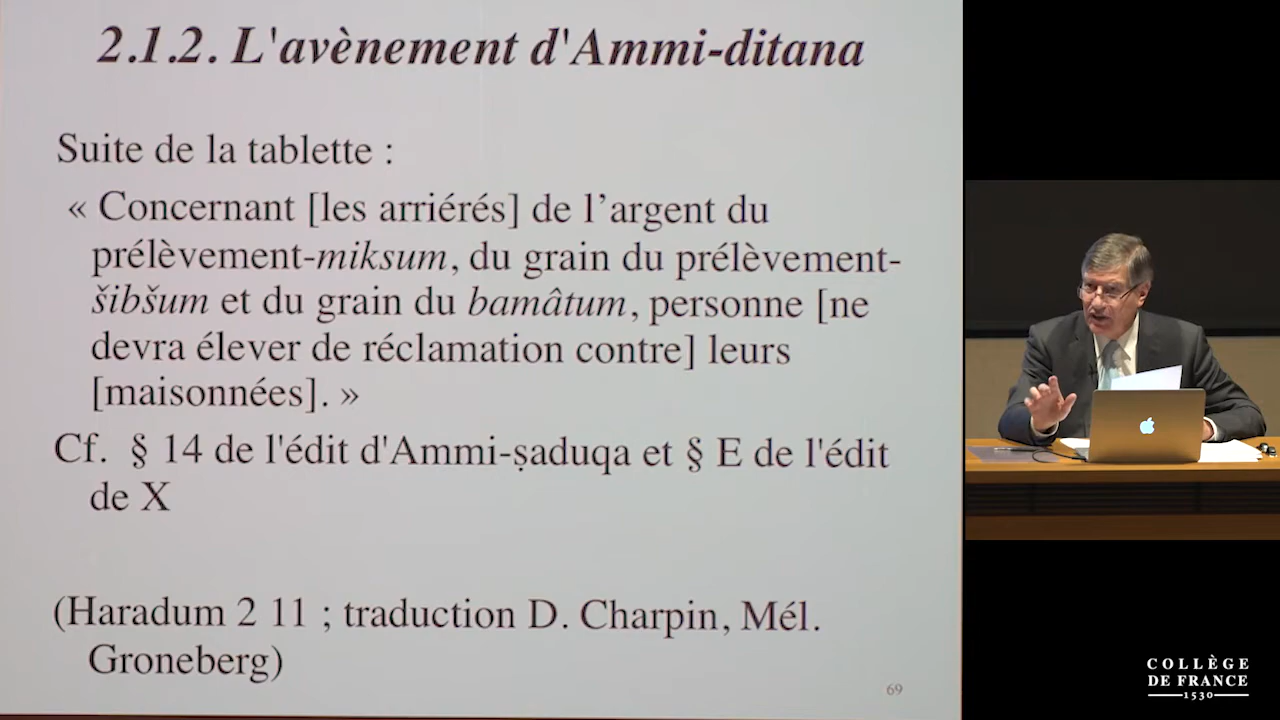 2.1.2. L'avènement d'Ammi-ditana
Suite de la tablette :
« Concernant [les arriérés] de l’argent du
prélèvement-miksum, du grain du prélèvement-
šibšum et du grain du bamâtum, personne [ne
devra élever de réclamation contre] leurs
[maisonnées]. »
Cf. § 14 de l'édit d'Ammi-ṣaduqa et § E de l'édit
de X
(Haradum 2 11 ; traduction D. Charpin, Mél.
Groneberg)
69
COLLÈGE
DE FRANCE
1530